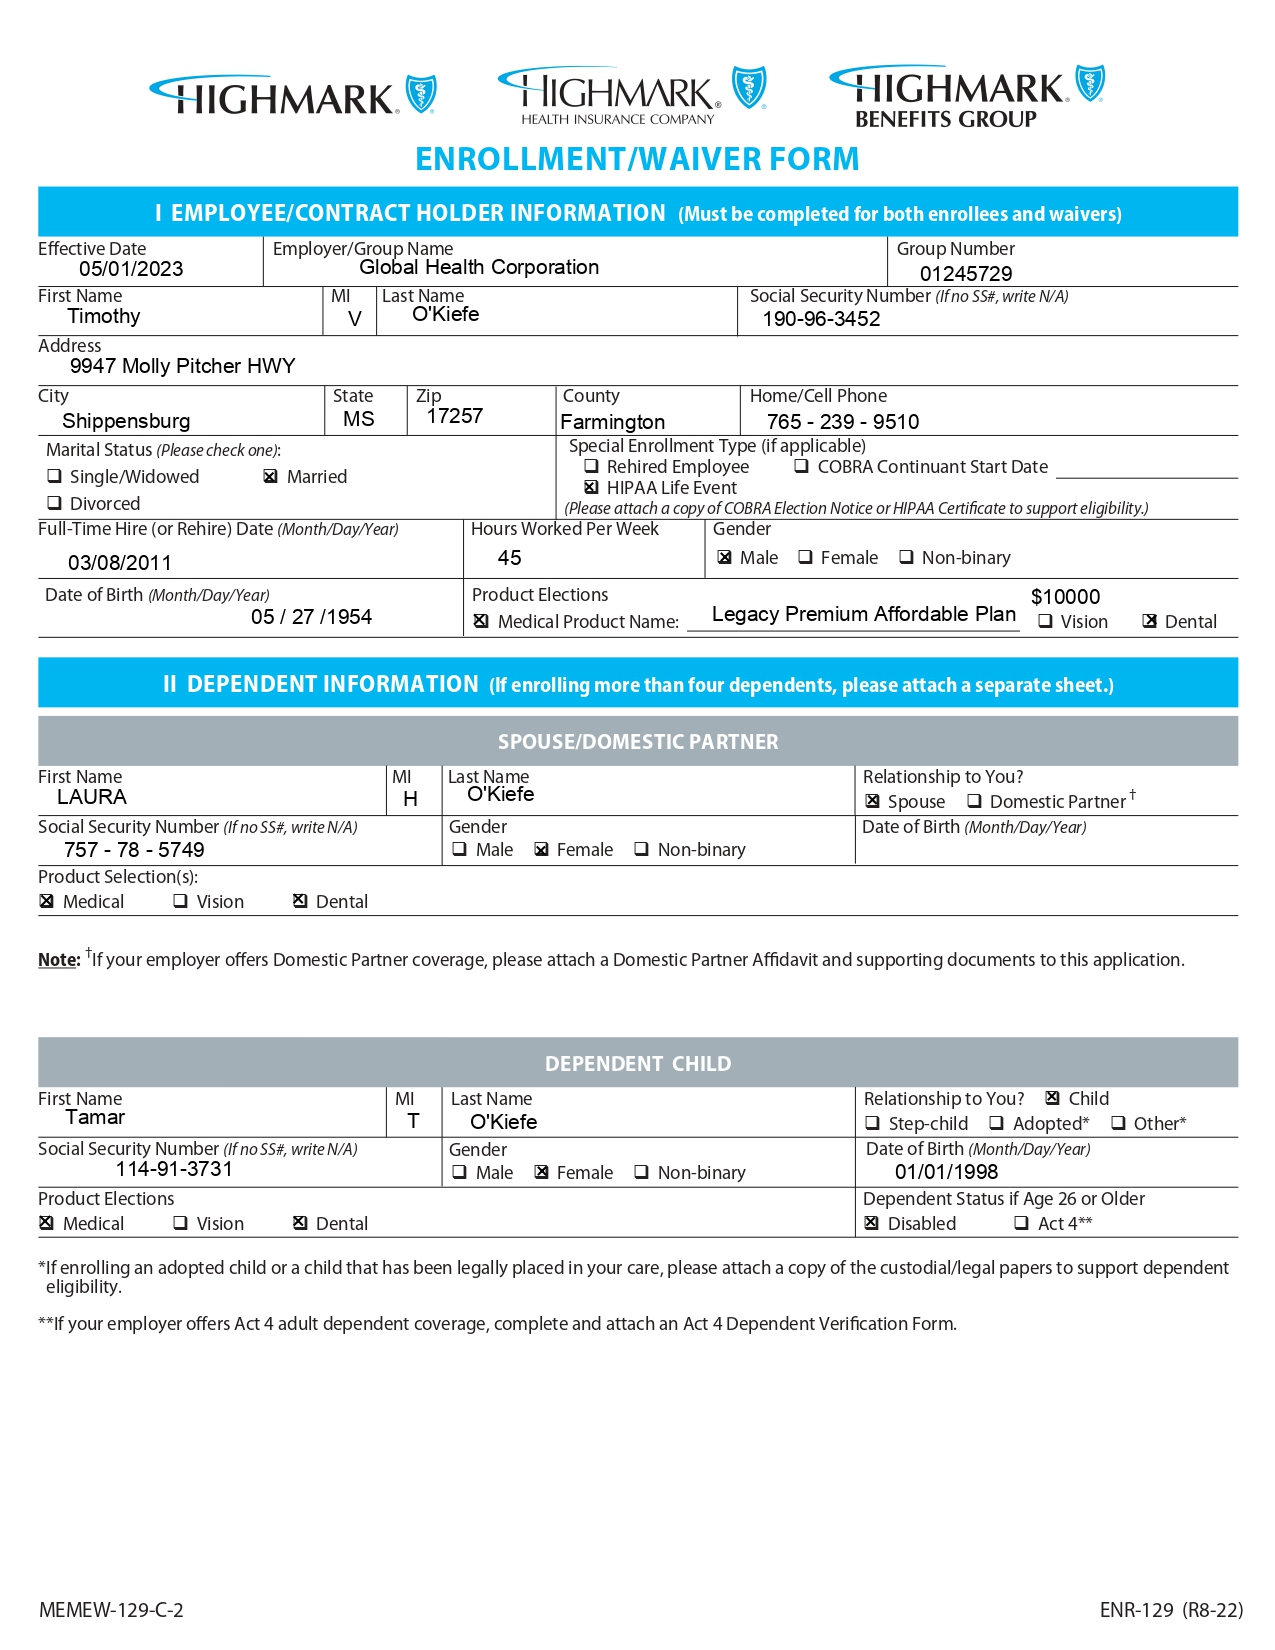 HIGHMARK® ®
HIGHMARK® ®
HEALTH INSURANCE COMPANY
HIGHMARK® ®
BENEFITS GROUP
ENROLLMENT/WAIVER FORM
I EMPLOYEE/CONTRACT HOLDER INFORMATION (Must be completed for both enrollees and waivers)
Effective Date Employer/Group Name Group Number
05/01/2023 Global Health Corporation 01245729
First Name MI Last Name Social Security Number (If no SS#, write N/A)
Timothy V O'Kiefe 190-96-3452
Address
9947 Molly Pitcher HWY
City State Zip County Home/Cell Phone
Shippensburg MS 17257 Farmington 765 - 239 - 9510
Marital Status (Please check one):
☐ Single/Widowed ☒ Married
☐ Divorced
Special Enrollment Type (if applicable)
☐ Rehired Employee ☐ COBRA Continuant Start Date
☒ HIPAA Life Event
(Please attach a copy of COBRA Election Notice or HIPAA Certificate to support eligibility.)
Full-Time Hire (or Rehire) Date (Month/Day/Year) Hours Worked Per Week Gender
03/08/2011 45 ☒ Male ☐ Female ☐ Non-binary
Date of Birth (Month/Day/Year)
05 / 27 /1954
Product Elections $10000
☒ Medical Product Name: Legacy Premium Affordable Plan ☐ Vision ☒ Dental
II DEPENDENT INFORMATION (If enrolling more than four dependents, please attach a separate sheet.)
SPOUSE/DOMESTIC PARTNER
First Name MI Last Name Relationship to You?
LAURA H O'Kiefe ☒ Spouse ☐ Domestic Partner †
Social Security Number (If no SS#, write N/A) Gender Date of Birth (Month/Day/Year)
757 - 78 - 5749 ☐ Male ☒ Female ☐ Non-binary
Product Selection(s):
☒ Medical ☐ Vision ☒ Dental
Note: †If your employer offers Domestic Partner coverage, please attach a Domestic Partner Affidavit and supporting documents to this application.
DEPENDENT CHILD
First Name MI Last Name Relationship to You? ☒ Child
Tamar T O'Kiefe ☐ Step-child ☐ Adopted* ☐ Other*
Social Security Number (If no SS#, write N/A) Gender Date of Birth (Month/Day/Year)
114-91-3731 ☐ Male ☒ Female ☐ Non-binary 01/01/1998
Product Elections Dependent Status if Age 26 or Older
☒ Medical ☐ Vision ☒ Dental ☒ Disabled ☐ Act 4**
*If enrolling an adopted child or a child that has been legally placed in your care, please attach a copy of the custodial/legal papers to support dependent
eligibility.
**If your employer offers Act 4 adult dependent coverage, complete and attach an Act 4 Dependent Verification Form.
MEMEW-129-C-2 ENR-129 (R8-22)